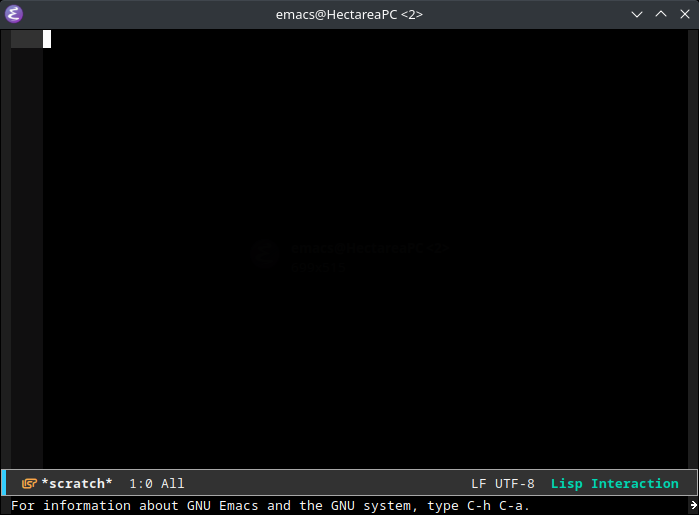 emacs@HectareaPC <2>
*scratch* 1:0 All LF UTF-8 Lisp Interaction
For information about GNU Emacs and the GNU system, type C-h C-a.